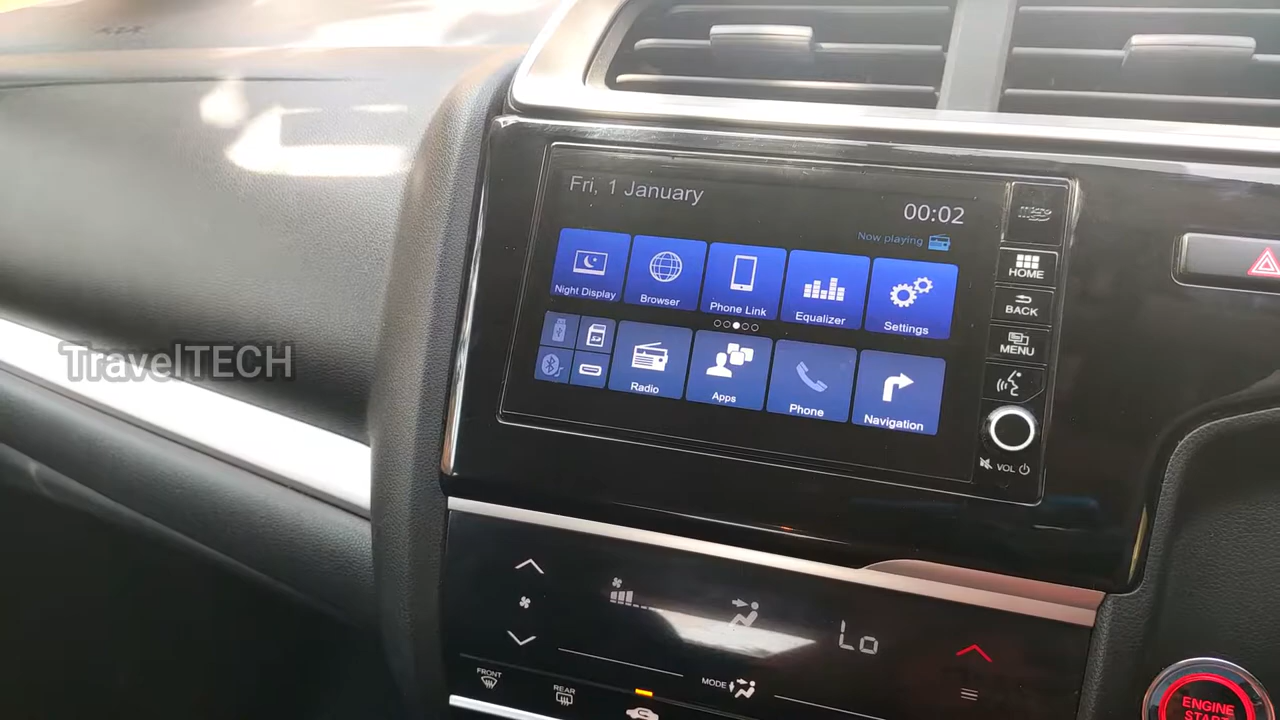 Fri, 1 January
00:02
Now playing
Night Display
Browser
Phone Link
Equalizer
Settings
Radio
Apps
Phone
Navigation
HOME
BACK
MENU
VOL
TravelTECH
Lo
FRONT
REAR
MODE
ENGINE